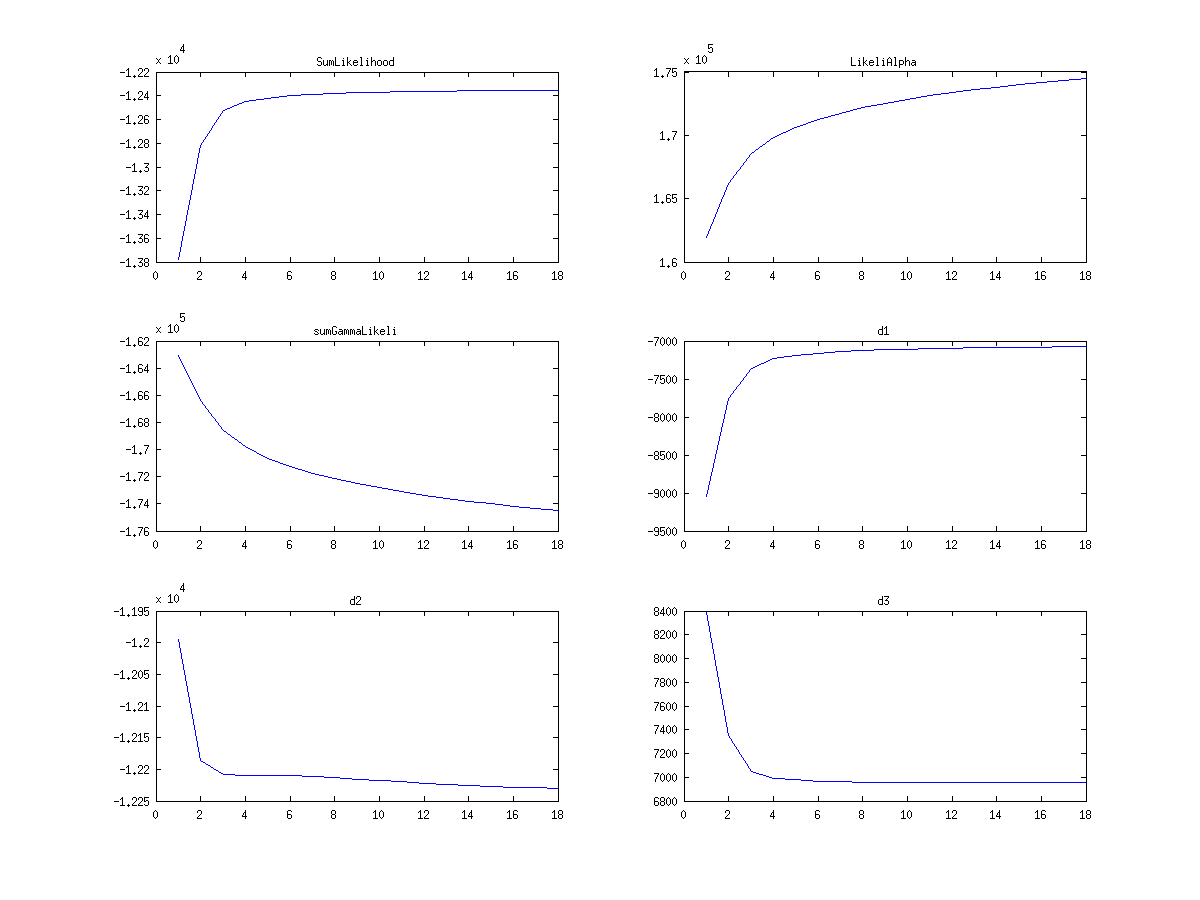 x 10^4
SumLikelihood
-1.22
-1.24
-1.26
-1.28
-1.3
-1.32
-1.34
-1.36
-1.38
0 2 4 6 8 10 12 14 16 18
x 10^5
LikeliAlpha
1.75
1.7
1.65
1.6
0 2 4 6 8 10 12 14 16 18
x 10^5
sumGammaLikeli
-1.62
-1.64
-1.66
-1.68
-1.7
-1.72
-1.74
-1.76
0 2 4 6 8 10 12 14 16 18
d1
-7000
-7500
-8000
-8500
-9000
-9500
0 2 4 6 8 10 12 14 16 18
x 10^4
d2
-1.195
-1.2
-1.205
-1.21
-1.215
-1.22
-1.225
0 2 4 6 8 10 12 14 16 18
d3
8400
8200
8000
7800
7600
7400
7200
7000
6800
0 2 4 6 8 10 12 14 16 18